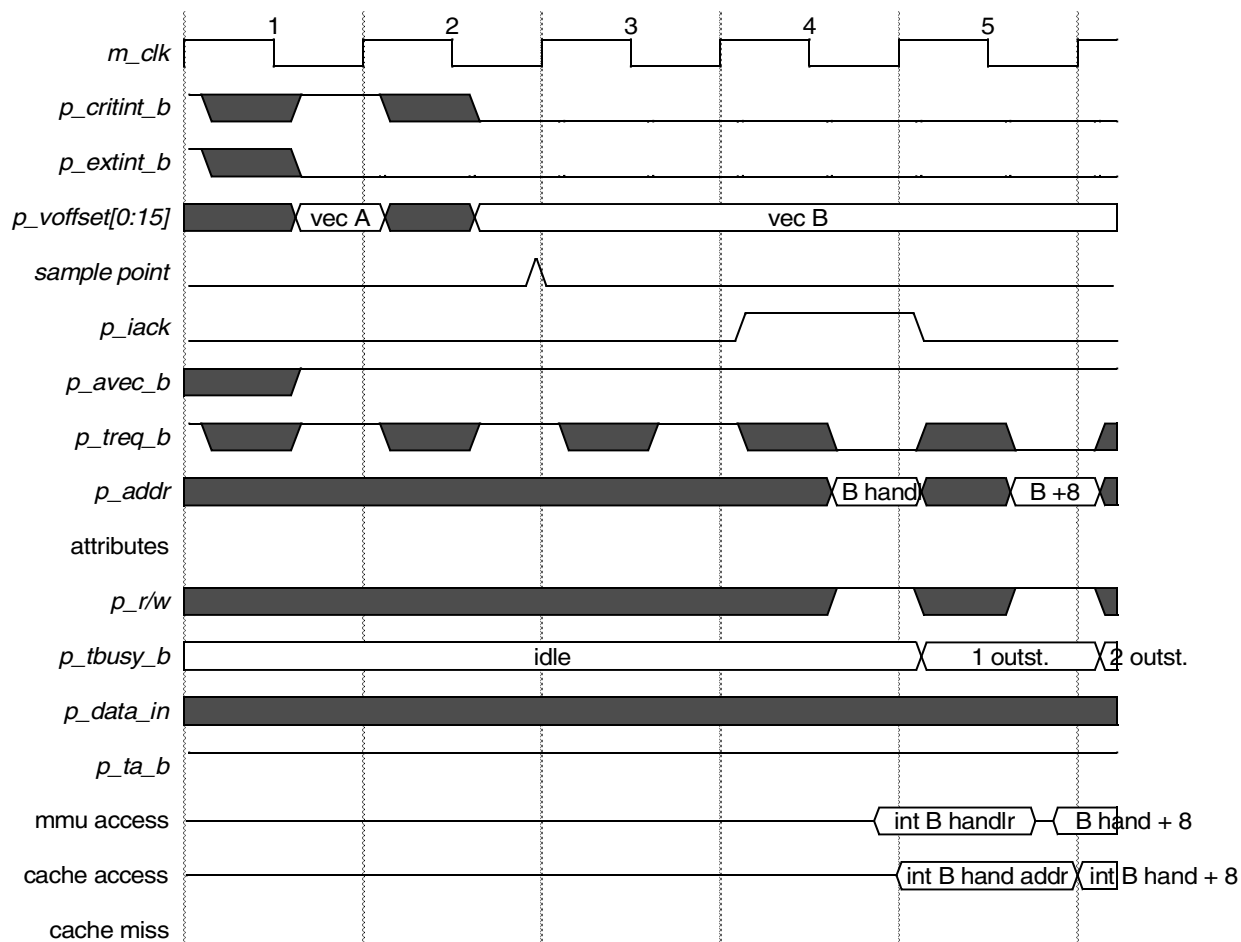 1 2 3 4 5
m_clk
p_critint_b
p_extint_b
p_voffset[0:15] vec A vec B
sample point
p_iack
p_avec_b
p_treq_b
p_addr B handl B +8
attributes
p_r/w
p_tbusy_b idle 1 outst. 2 outst.
p_data_in
p_ta_b
mmu access int B handlr B hand + 8
cache access int B hand addr int B hand + 8
cache miss